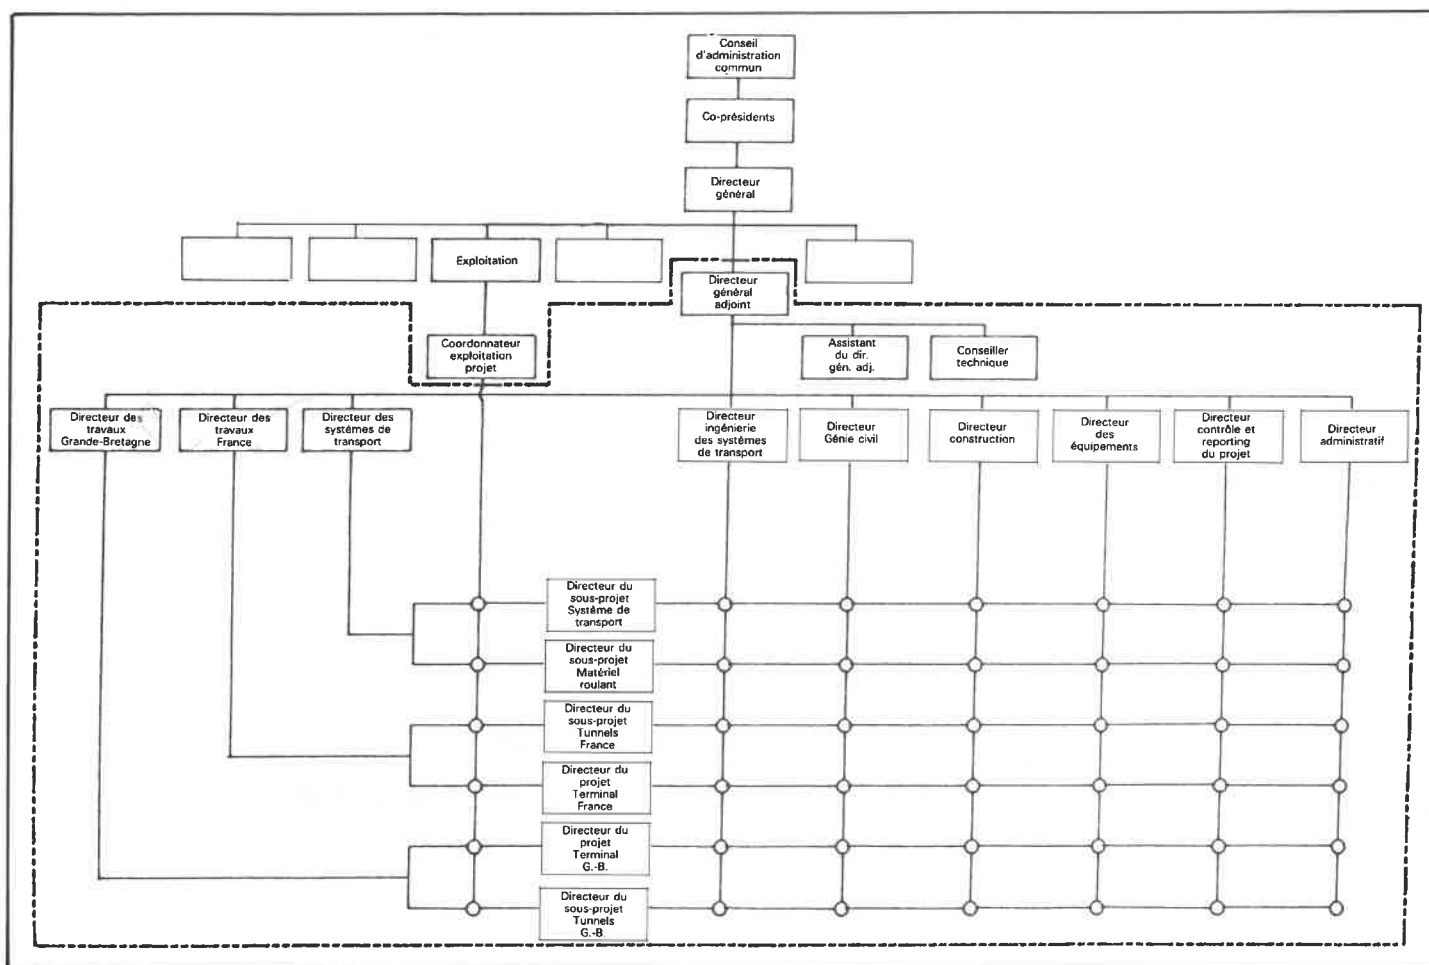 Conseil
d'administration
commun
Co-présidents
Directeur
général
Exploitation
Directeur
général
adjoint
Coordonnateur
exploitation
projet
Assistant
du dir.
gén. adj.
Conseiller
technique
Directeur des
travaux
Grande-Bretagne
Directeur des
travaux
France
Directeur des
systèmes de
transport
Directeur
ingénierie
des systèmes
de transport
Directeur
Génie civil
Directeur
construction
Directeur
des
équipements
Directeur
contrôle et
reporting
du projet
Directeur
administratif
Directeur du
sous-projet
Système de
transport
Directeur du
sous-projet
Matériel
roulant
Directeur du
sous-projet
Tunnels
France
Directeur du
projet
Terminal
France
Directeur du
projet
Terminal
G.-B.
Directeur du
sous-projet
Tunnels
G.-B.